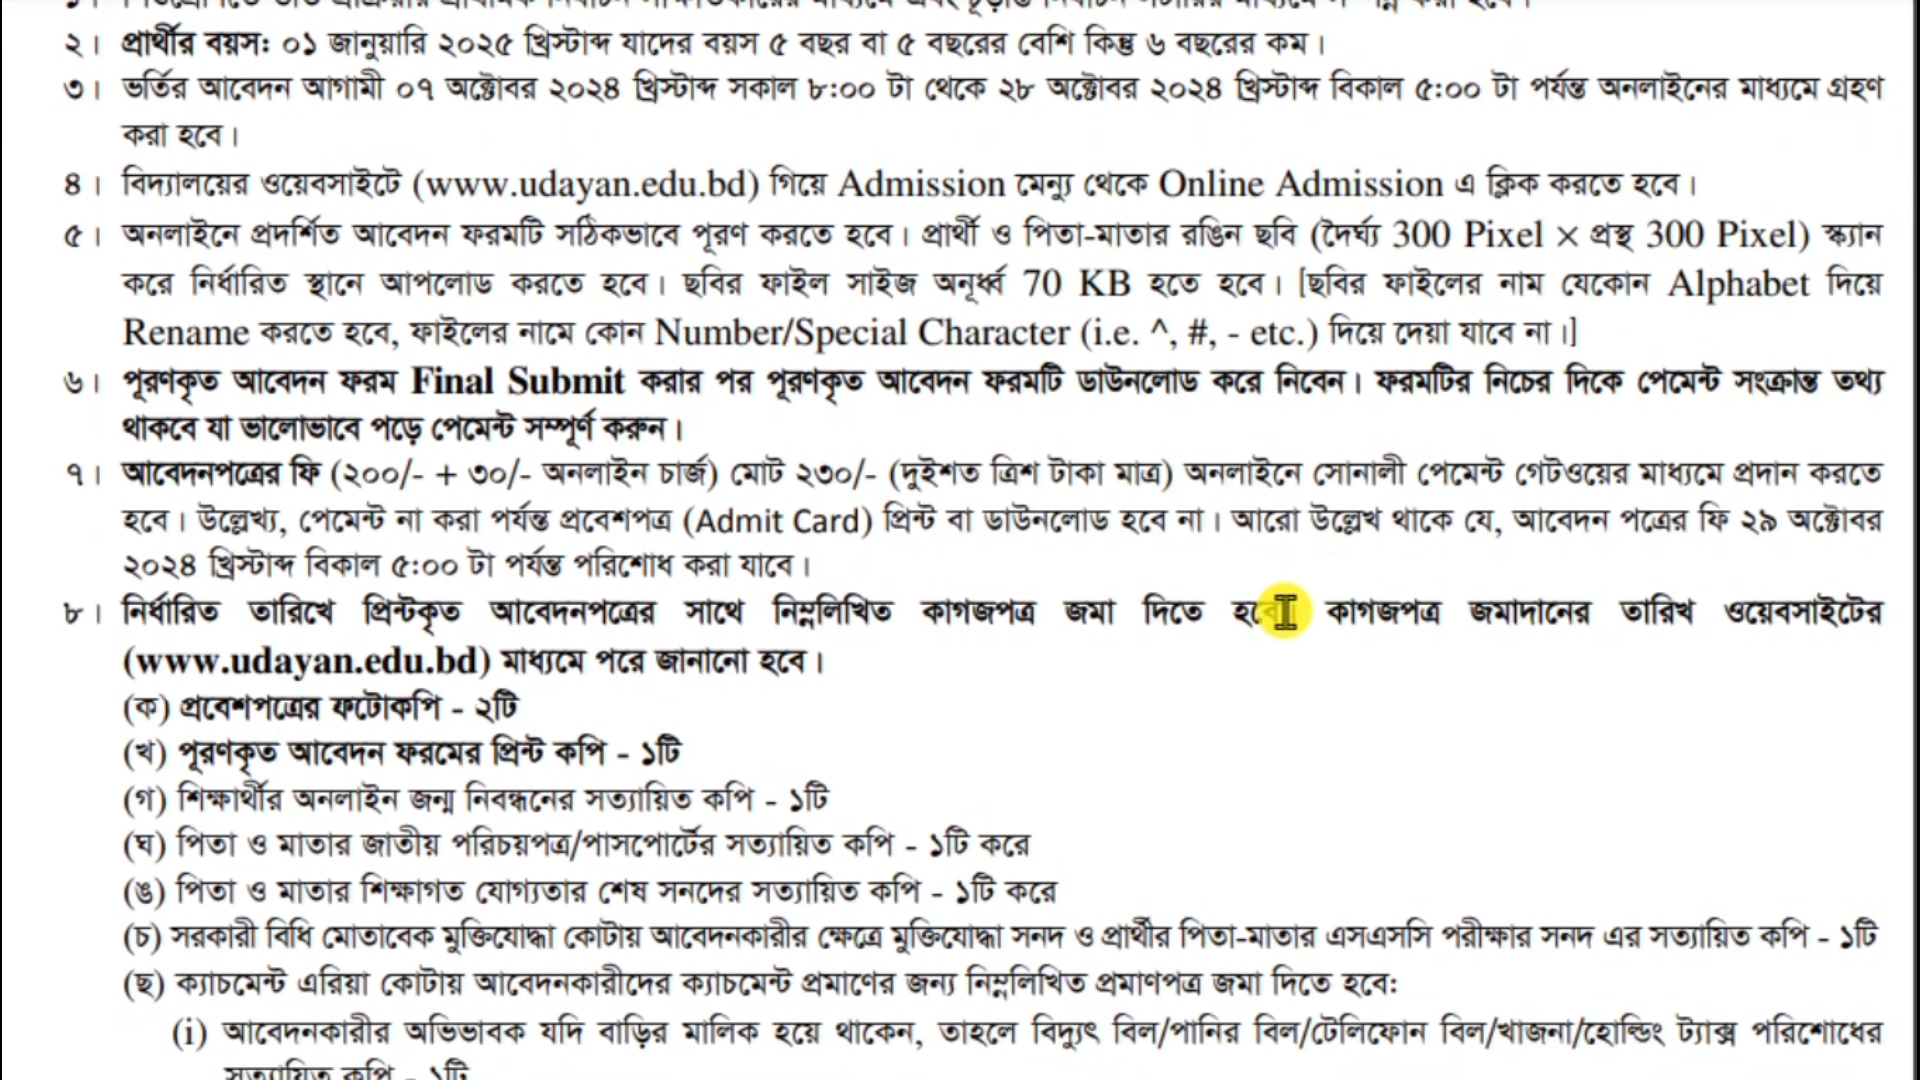 ২। প্রার্থীর বয়স: ০১ জানুয়ারি ২০২৫ খ্রিস্টাব্দ যাদের বয়স ৫ বছর বা ৫ বছরের বেশি কিন্তু ৬ বছরের কম।
৩। ভর্তির আবেদন আগামী ০৭ অক্টোবর ২০২৪ খ্রিস্টাব্দ সকাল ৮:০০ টা থেকে ২৮ অক্টোবর ২০২৪ খ্রিস্টাব্দ বিকাল ৫:০০ টা পর্যন্ত অনলাইনের মাধ্যমে গ্রহণ
করা হবে।
৪। বিদ্যালয়ের ওয়েবসাইটে (www.udayan.edu.bd) গিয়ে Admission মেন্যু থেকে Online Admission এ ক্লিক করতে হবে।
৫। অনলাইনে প্রদর্শিত আবেদন ফরমটি সঠিকভাবে পূরণ করতে হবে। প্রার্থী ও পিতা-মাতার রঙিন ছবি (দৈর্ঘ্য 300 Pixel × প্রস্থ 300 Pixel) স্ক্যান
করে নির্ধারিত স্থানে আপলোড করতে হবে। ছবির ফাইল সাইজ অনূর্ধ্ব 70 KB হতে হবে। [ছবির ফাইলের নাম যেকোন Alphabet দিয়ে
Rename করতে হবে, ফাইলের নামে কোন Number/Special Character (i.e. ^, #, - etc.) দিয়ে দেয়া যাবে না।]
৬। পূরণকৃত আবেদন ফরম Final Submit করার পর পূরণকৃত আবেদন ফরমটি ডাউনলোড করে নিবেন। ফরমটির নিচের দিকে পেমেন্ট সংক্রান্ত তথ্য
থাকবে যা ভালোভাবে পড়ে পেমেন্ট সম্পূর্ণ করুন।
৭। আবেদনপত্রের ফি (২০০/- + ৩০/- অনলাইন চার্জ) মোট ২৩০/- (দুইশত ত্রিশ টাকা মাত্র) অনলাইনে সোনালী পেমেন্ট গেটওয়ের মাধ্যমে প্রদান করতে
হবে। উল্লেখ্য, পেমেন্ট না করা পর্যন্ত প্রবেশপত্র (Admit Card) প্রিন্ট বা ডাউনলোড হবে না। আরো উল্লেখ থাকে যে, আবেদন পত্রের ফি ২৯ অক্টোবর
২০২৪ খ্রিস্টাব্দ বিকাল ৫:০০ টা পর্যন্ত পরিশোধ করা যাবে।
৮। নির্ধারিত তারিখে প্রিন্টকৃত আবেদনপত্রের সাথে নিম্নলিখিত কাগজপত্র জমা দিতে হবে। কাগজপত্র জমাদানের তারিখ ওয়েবসাইটের
(www.udayan.edu.bd) মাধ্যমে পরে জানানো হবে।
(ক) প্রবেশপত্রের ফটোকপি - ২টি
(খ) পূরণকৃত আবেদন ফরমের প্রিন্ট কপি - ১টি
(গ) শিক্ষার্থীর অনলাইন জন্ম নিবন্ধনের সত্যায়িত কপি - ১টি
(ঘ) পিতা ও মাতার জাতীয় পরিচয়পত্র/পাসপোর্টের সত্যায়িত কপি - ১টি করে
(ঙ) পিতা ও মাতার শিক্ষাগত যোগ্যতার শেষ সনদের সত্যায়িত কপি - ১টি করে
(চ) সরকারী বিধি মোতাবেক মুক্তিযোদ্ধা কোটায় আবেদনকারীর ক্ষেত্রে মুক্তিযোদ্ধা সনদ ও প্রার্থীর পিতা-মাতার এসএসসি পরীক্ষার সনদ এর সত্যায়িত কপি - ১টি
(ছ) ক্যাচমেন্ট এরিয়া কোটায় আবেদনকারীদের ক্যাচমেন্ট প্রমাণের জন্য নিম্নলিখিত প্রমাণপত্র জমা দিতে হবে:
(i) আবেদনকারীর অভিভাবক যদি বাড়ির মালিক হয়ে থাকেন, তাহলে বিদ্যুৎ বিল/পানির বিল/টেলিফোন বিল/খাজনা/হোল্ডিং ট্যাক্স পরিশোধের
সত্যায়িত কপি - ১টি